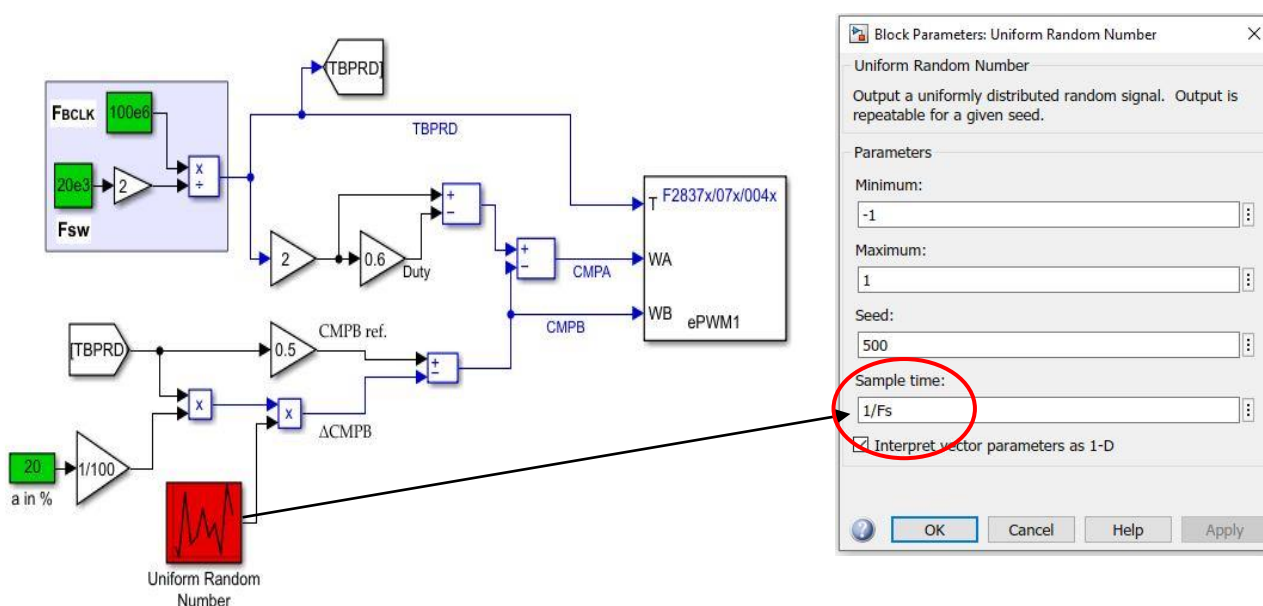 [TBPRD]
FBCLK
100e6
x
÷
20e3
2
Fsw
TBPRD
+
−
2
0.6
Duty
+
−
CMPA
F2837x/07x/004x
T
WA
WB
ePWM1
CMPB
[TBPRD]
0.5
CMPB ref.
+
−
x
x
ΔCMPB
20
1/100
a in %
Uniform Random
Number
Block Parameters: Uniform Random Number
Uniform Random Number
Output a uniformly distributed random signal. Output is
repeatable for a given seed.
Parameters
Minimum:
-1
Maximum:
1
Seed:
500
Sample time:
1/Fs
Interpret vector parameters as 1-D
?
OK
Cancel
Help
Apply